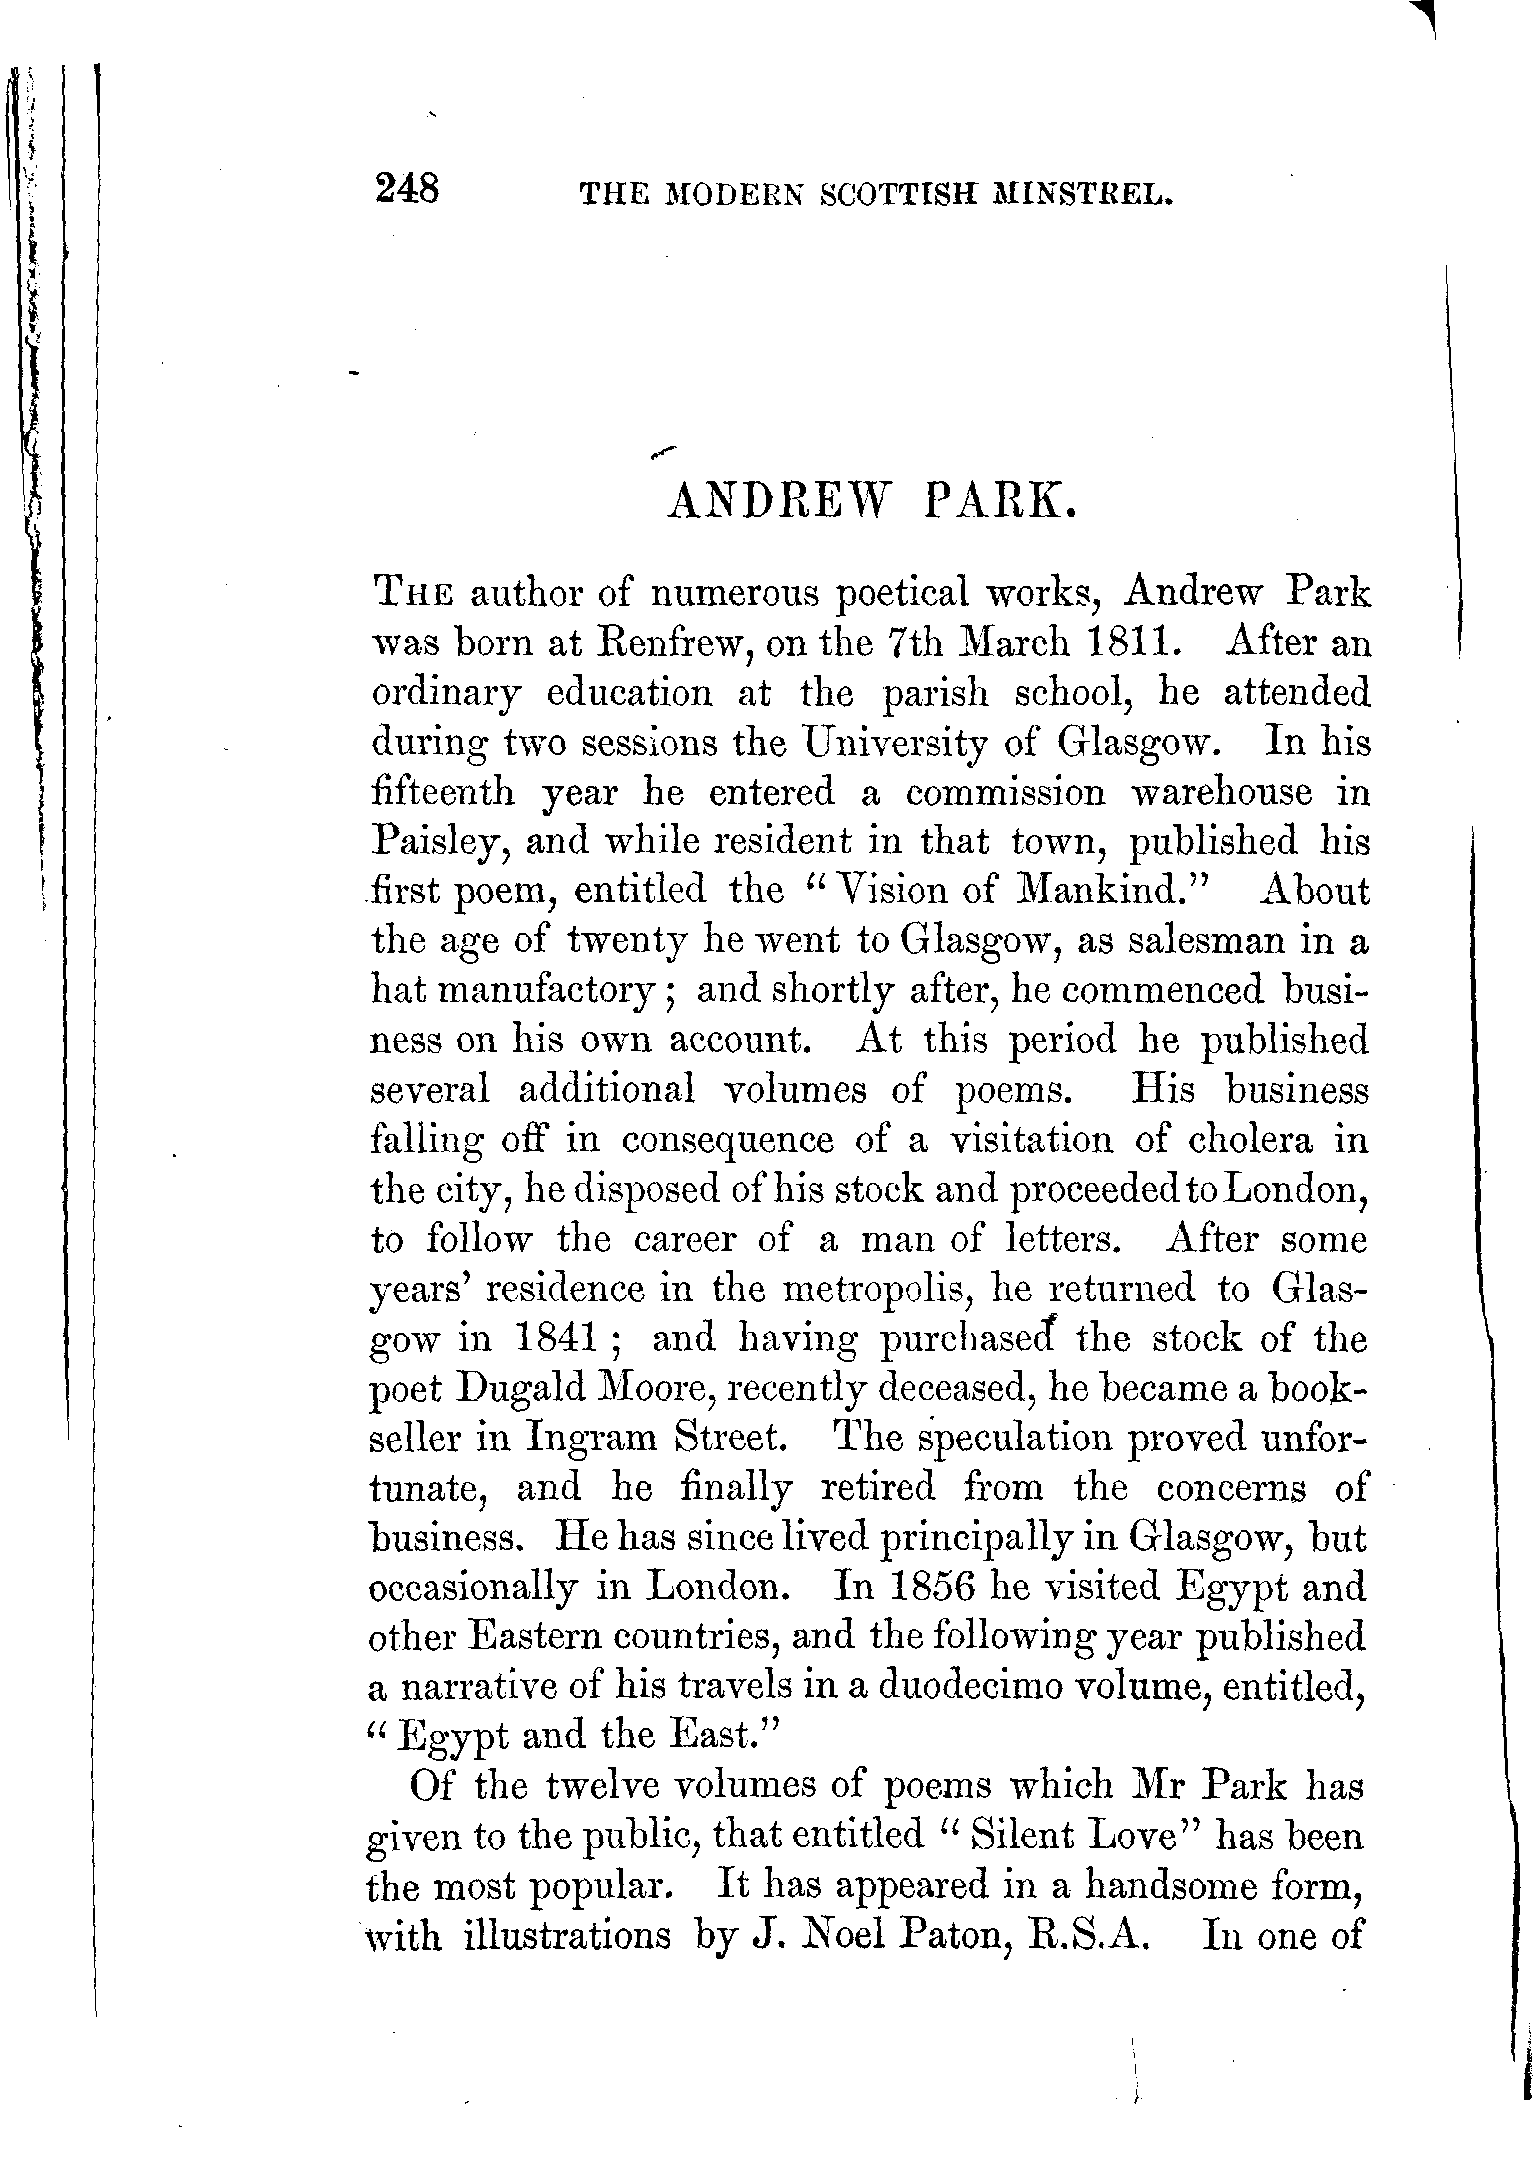 248 THE MODERN SCOTTISH MINSTREL.
ANDREW PARK.
THE author of numerous poetical works, Andrew Park
was born at Renfrew, on the 7th March 1811. After an
ordinary education at the parish school, he attended
during two sessions the University of Glasgow. In his
fifteenth year he entered a commission warehouse in
Paisley, and while resident in that town, published his
first poem, entitled the “Vision of Mankind.” About
the age of twenty he went to Glasgow, as salesman in a
hat manufactory; and shortly after, he commenced busi-
ness on his own account. At this period he published
several additional volumes of poems. His business
falling off in consequence of a visitation of cholera in
the city, he disposed of his stock and proceeded to London,
to follow the career of a man of letters. After some
years’ residence in the metropolis, he returned to Glas-
gow in 1841; and having purchased the stock of the
poet Dugald Moore, recently deceased, he became a book-
seller in Ingram Street. The speculation proved unfor-
tunate, and he finally retired from the concerns of
business. He has since lived principally in Glasgow, but
occasionally in London. In 1856 he visited Egypt and
other Eastern countries, and the following year published
a narrative of his travels in a duodecimo volume, entitled,
“Egypt and the East.”
Of the twelve volumes of poems which Mr Park has
given to the public, that entitled “Silent Love” has been
the most popular. It has appeared in a handsome form,
with illustrations by J. Noel Paton, R.S.A. In one of